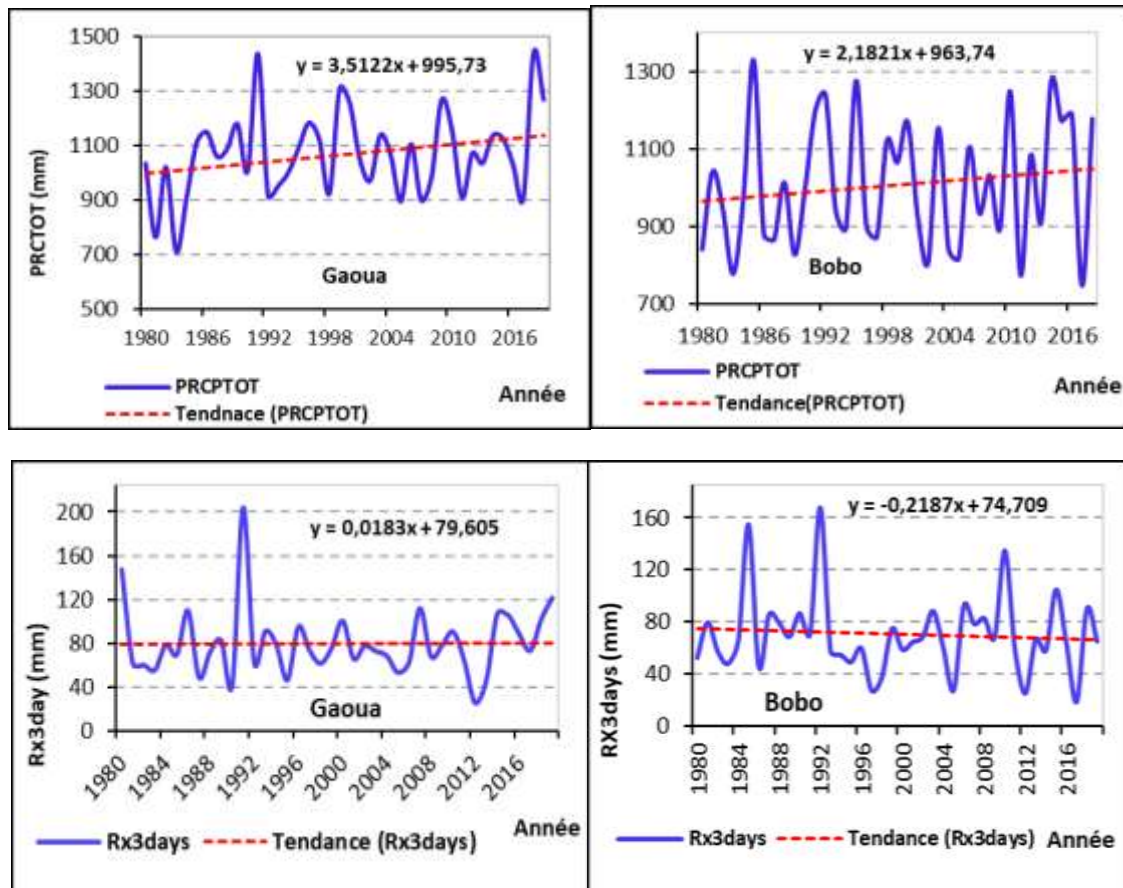 1500
1300
1100
900
700
500
PRCTOT (mm)
y = 3,5122x + 995,73
Gaoua
1980 1986 1992 1998 2004 2010 2016
PRCPTOT
Année
Tendnace (PRCPTOT)
1300
1100
900
700
y = 2,1821x + 963,74
Bobo
1980 1986 1992 1998 2004 2010 2016
PRCPTOT
Année
Tendance(PRCPTOT)
200
160
120
80
40
0
Rx3day (mm)
y = 0,0183x + 79,605
Gaoua
1980 1984 1988 1992 1996 2000 2004 2008 2012 2016
Rx3days Tendance (Rx3days) Année
160
120
80
40
0
RX3days (mm)
y = -0,2187x + 74,709
Bobo
1980 1984 1988 1992 1996 2000 2004 2008 2012 2016
Rx3days Tendance (Rx3days) Année